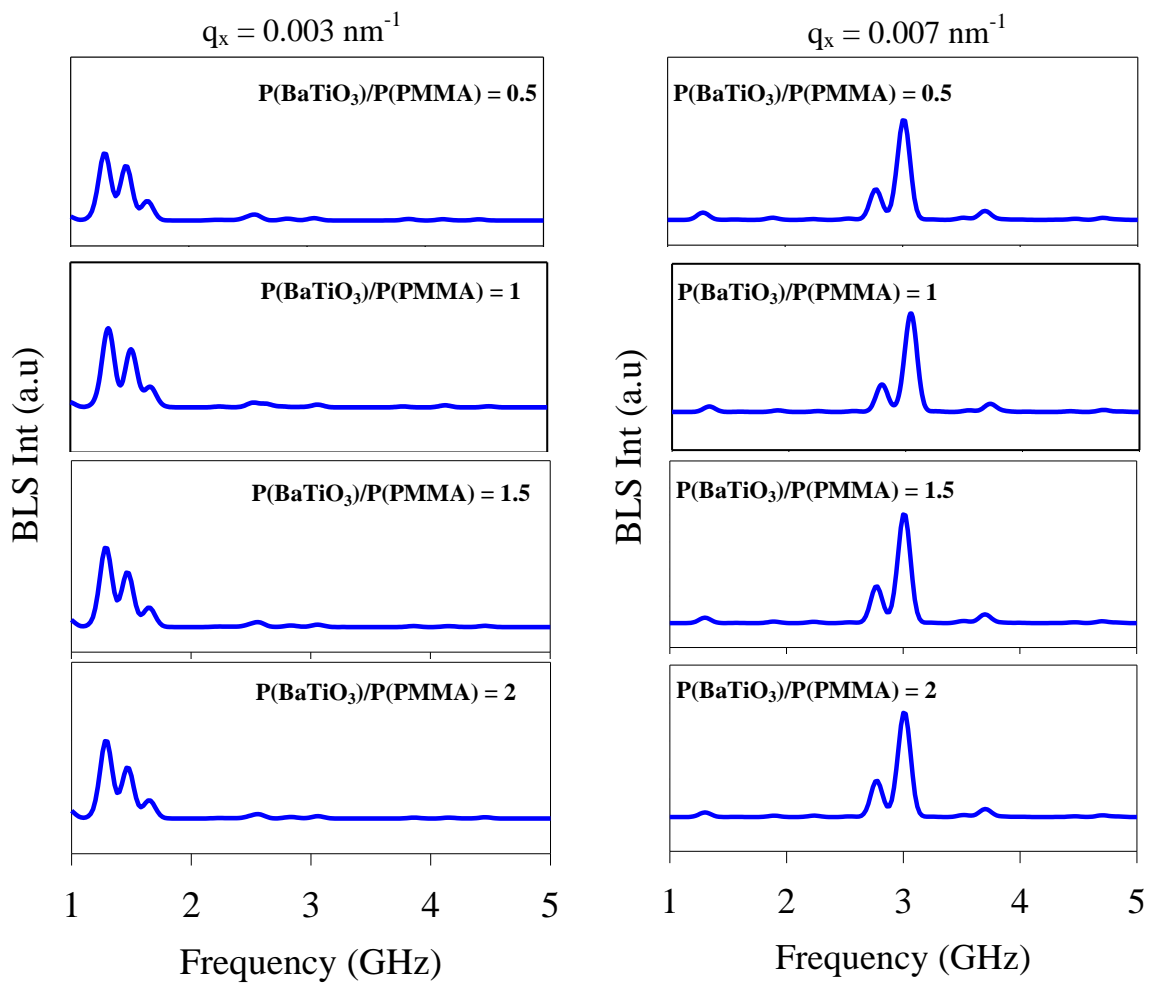 qₓ = 0.003 nm⁻¹
P(BaTiO₃)/P(PMMA) = 0.5
P(BaTiO₃)/P(PMMA) = 1
P(BaTiO₃)/P(PMMA) = 1.5
P(BaTiO₃)/P(PMMA) = 2
BLS Int (a.u)
1 2 3 4 5
Frequency (GHz)
qₓ = 0.007 nm⁻¹
P(BaTiO₃)/P(PMMA) = 0.5
P(BaTiO₃)/P(PMMA) = 1
P(BaTiO₃)/P(PMMA) = 1.5
P(BaTiO₃)/P(PMMA) = 2
BLS Int (a.u)
1 2 3 4 5
Frequency (GHz)